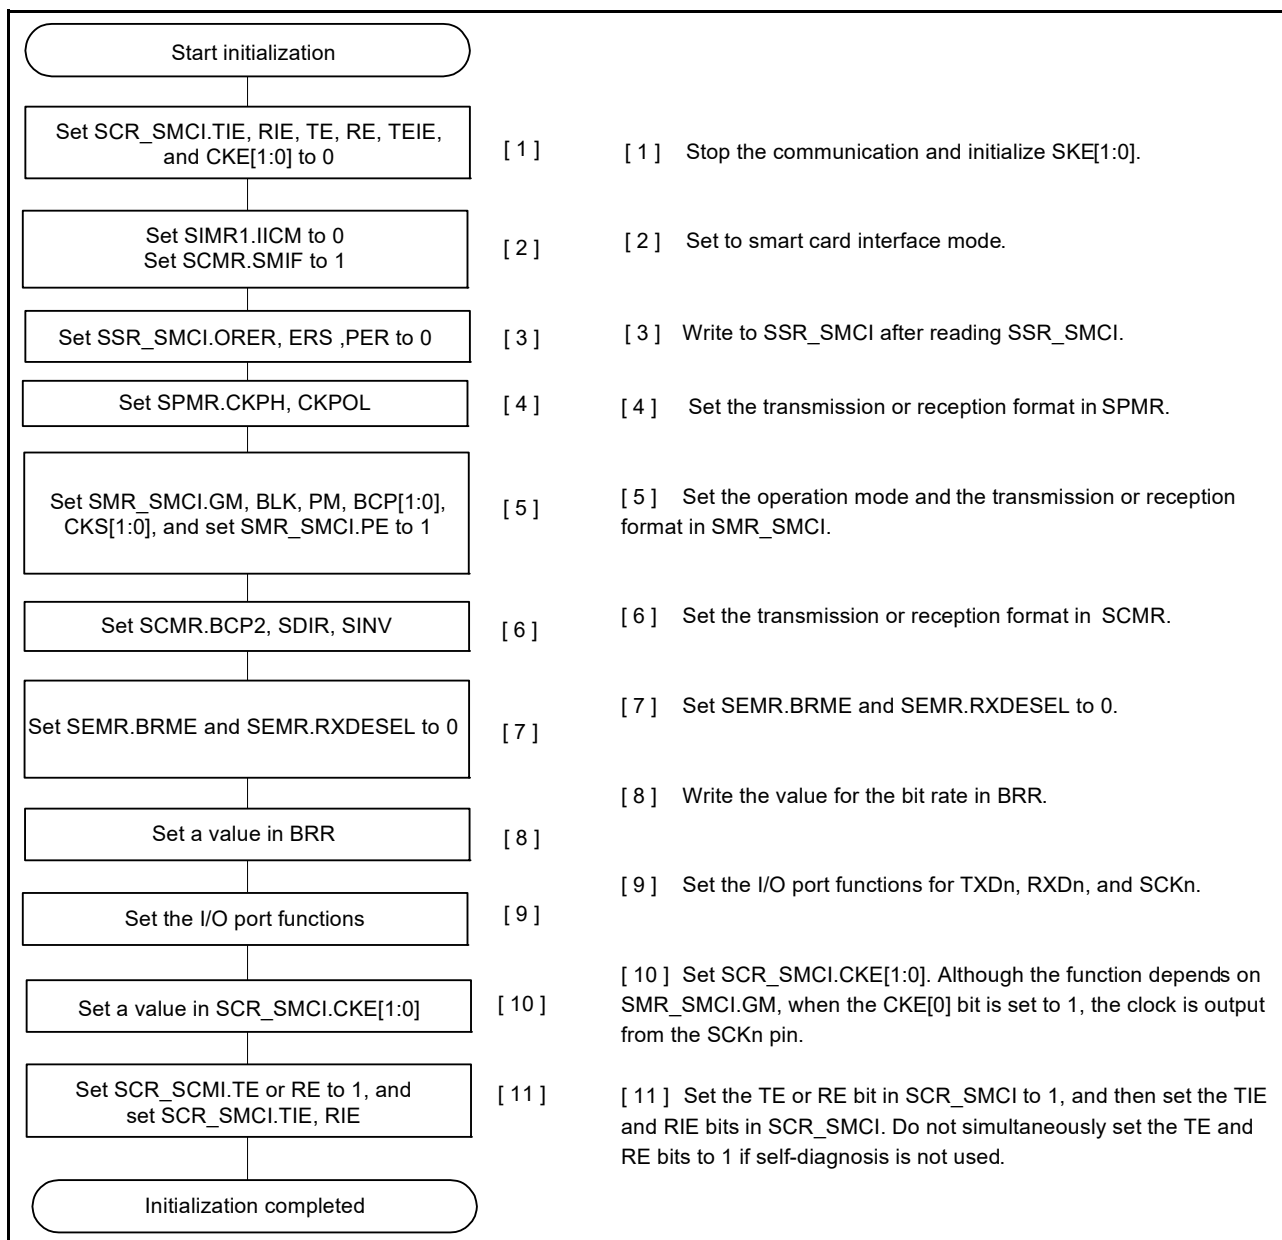 Start initialization
Set SCR_SMCI.TIE, RIE, TE, RE, TEIE,
and CKE[1:0] to 0
[ 1 ]
[ 1 ] Stop the communication and initialize SKE[1:0].
Set SIMR1.IICM to 0
Set SCMR.SMIF to 1
[ 2 ]
[ 2 ] Set to smart card interface mode.
Set SSR_SMCI.ORER, ERS ,PER to 0
[ 3 ]
[ 3 ] Write to SSR_SMCI after reading SSR_SMCI.
Set SPMR.CKPH, CKPOL
[ 4 ]
[ 4 ] Set the transmission or reception format in SPMR.
Set SMR_SMCI.GM, BLK, PM, BCP[1:0],
CKS[1:0], and set SMR_SMCI.PE to 1
[ 5 ]
[ 5 ] Set the operation mode and the transmission or reception
format in SMR_SMCI.
Set SCMR.BCP2, SDIR, SINV
[ 6 ]
[ 6 ] Set the transmission or reception format in SCMR.
Set SEMR.BRME and SEMR.RXDESEL to 0
[ 7 ]
[ 7 ] Set SEMR.BRME and SEMR.RXDESEL to 0.
Set a value in BRR
[ 8 ]
[ 8 ] Write the value for the bit rate in BRR.
Set the I/O port functions
[ 9 ]
[ 9 ] Set the I/O port functions for TXDn, RXDn, and SCKn.
Set a value in SCR_SMCI.CKE[1:0]
[ 10 ]
[ 10 ] Set SCR_SMCI.CKE[1:0]. Although the function depends on
SMR_SMCI.GM, when the CKE[0] bit is set to 1, the clock is output
from the SCKn pin.
Set SCR_SCMI.TE or RE to 1, and
set SCR_SMCI.TIE, RIE
[ 11 ]
[ 11 ] Set the TE or RE bit in SCR_SMCI to 1, and then set the TIE
and RIE bits in SCR_SMCI. Do not simultaneously set the TE and
RE bits to 1 if self-diagnosis is not used.
Initialization completed